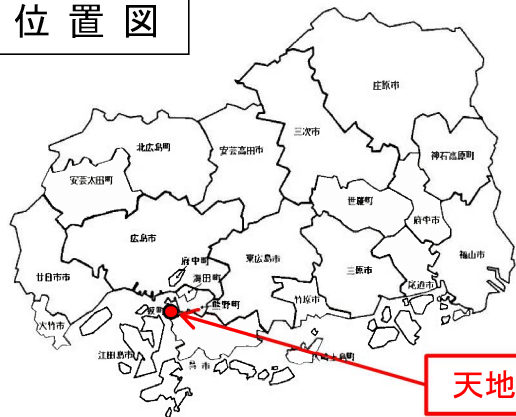 位置図
庄原市
三次市
北広島町
安芸高田市
神石高原町
安芸太田町
世羅町
府中市
広島市
府中町
東広島市
三原市
福山市
廿日市市
海田町
尾道市
熊野町
竹原市
坂町
大竹市
江田島市
呉市
大崎上島町
天地